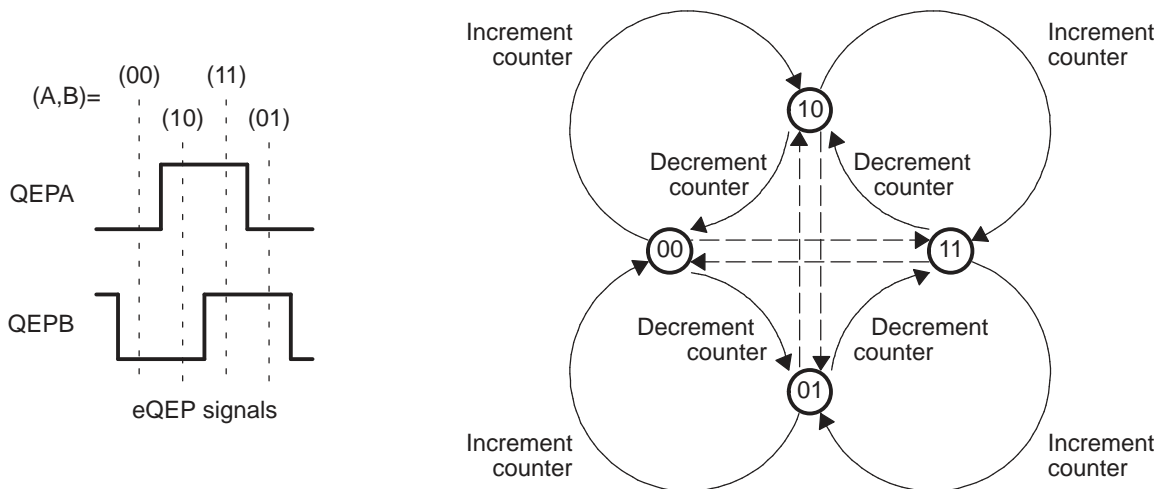 (A,B)=
(00)
(11)
(10)
(01)
QEPA
QEPB
eQEP signals
Increment
counter
Increment
counter
10
Decrement
counter
Decrement
counter
00
11
Decrement
counter
Decrement
counter
01
Increment
counter
Increment
counter